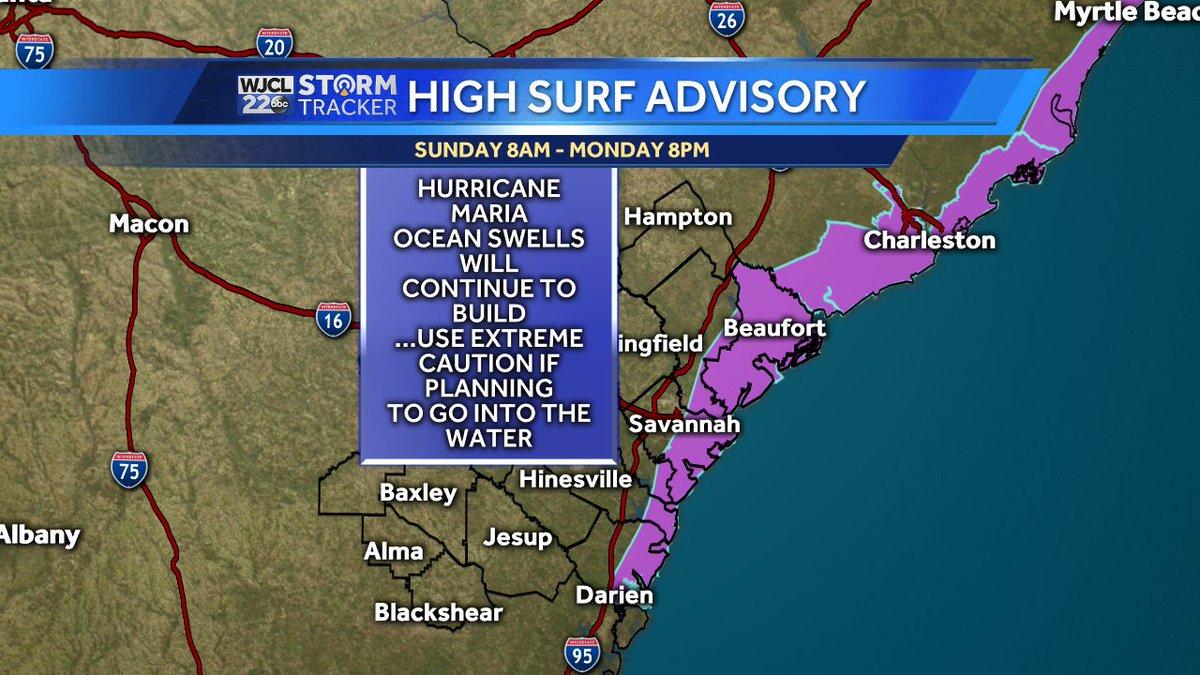 Myrtle Beac
26
20
75
WJCL
22 abc
STORM
TRACKER
HIGH SURF ADVISORY
SUNDAY 8AM - MONDAY 8PM
HURRICANE
MARIA
OCEAN SWELLS
WILL
CONTINUE TO
BUILD
...USE EXTREME
CAUTION IF
PLANNING
TO GO INTO THE
WATER
Macon
Hampton
Charleston
16
Beaufort
ingfield
Savannah
75
Hinesville
Baxley
Albany
Jesup
Alma
Darien
Blackshear
95